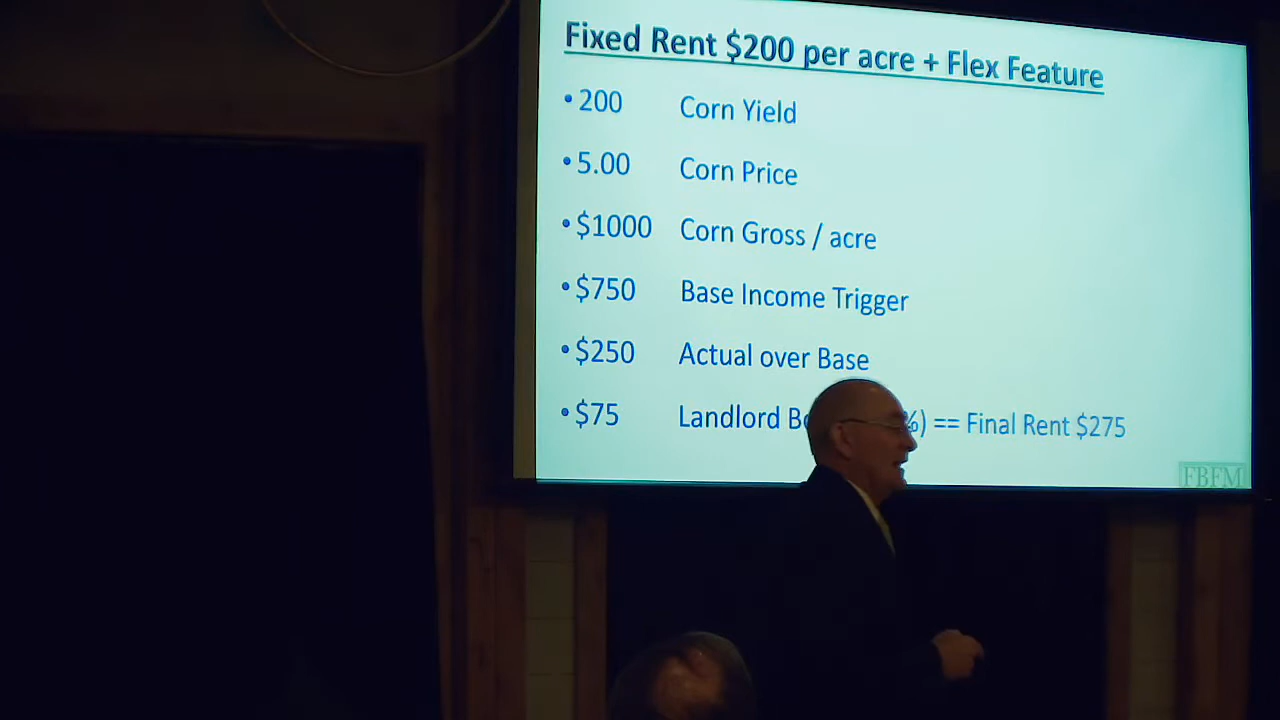 Fixed Rent $200 per acre + Flex Feature
• 200 Corn Yield
• 5.00 Corn Price
• $1000 Corn Gross / acre
• $750 Base Income Trigger
• $250 Actual over Base
• $75 Landlord %) == Final Rent $275
FBFM